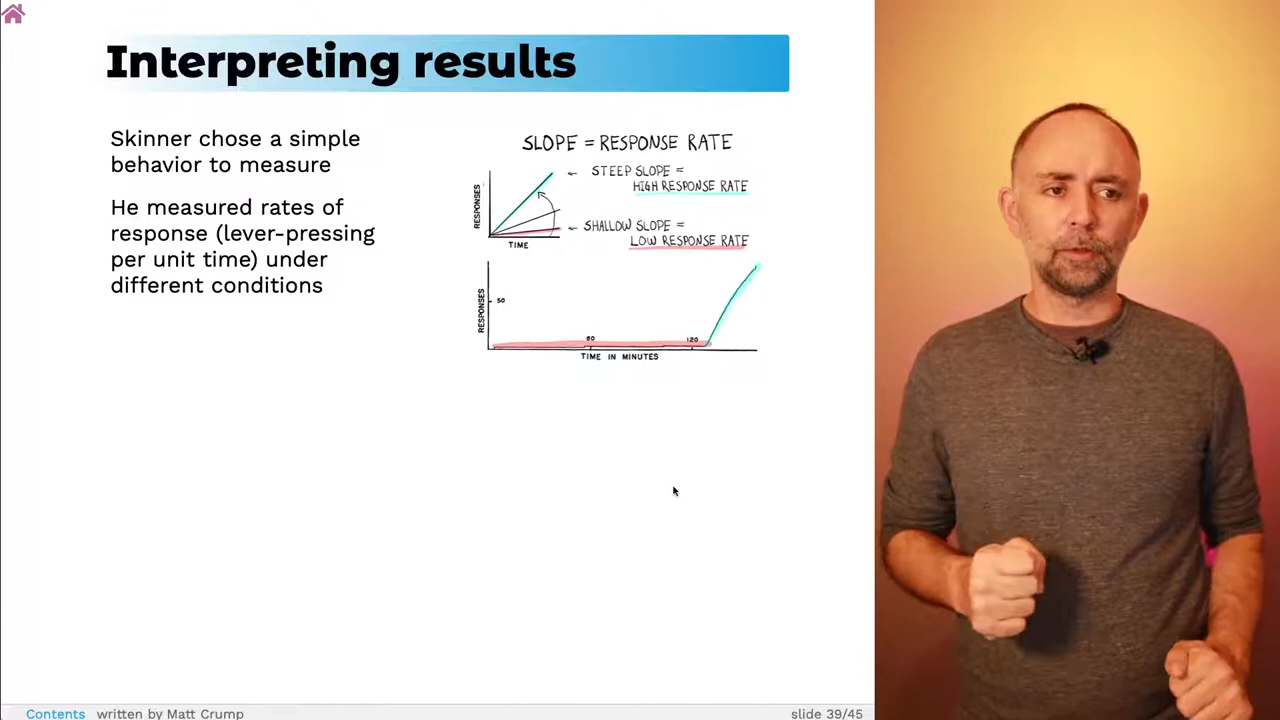 Interpreting results
Skinner chose a simple
behavior to measure
He measured rates of
response (lever-pressing
per unit time) under
different conditions
SLOPE = RESPONSE RATE
RESPONSES
TIME
← STEEP SLOPE =
HIGH RESPONSE RATE
← SHALLOW SLOPE =
LOW RESPONSE RATE
RESPONSES
50
60
120
TIME IN MINUTES
Contents written by Matt Crump
slide 39/45